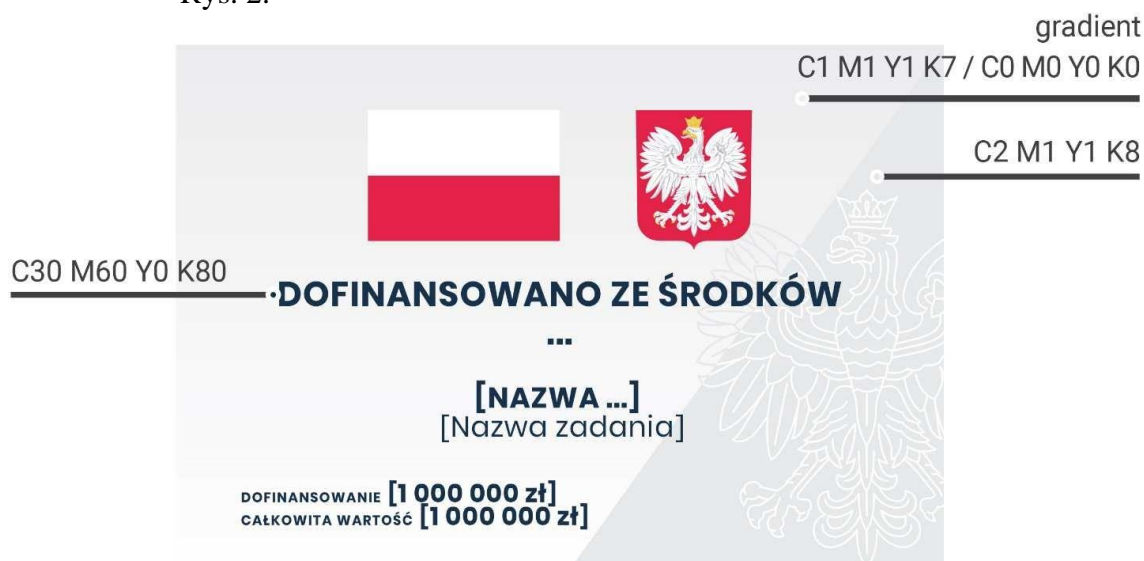 Rys. 2.
gradient
C1 M1 Y1 K7 / C0 M0 Y0 K0
C2 M1 Y1 K8
C30 M60 Y0 K80
DOFINANSOWANO ZE ŚRODKÓW
...
[NAZWA ...]
[Nazwa zadania]
DOFINANSOWANIE [1 000 000 zł]
CAŁKOWITA WARTOŚĆ [1 000 000 zł]